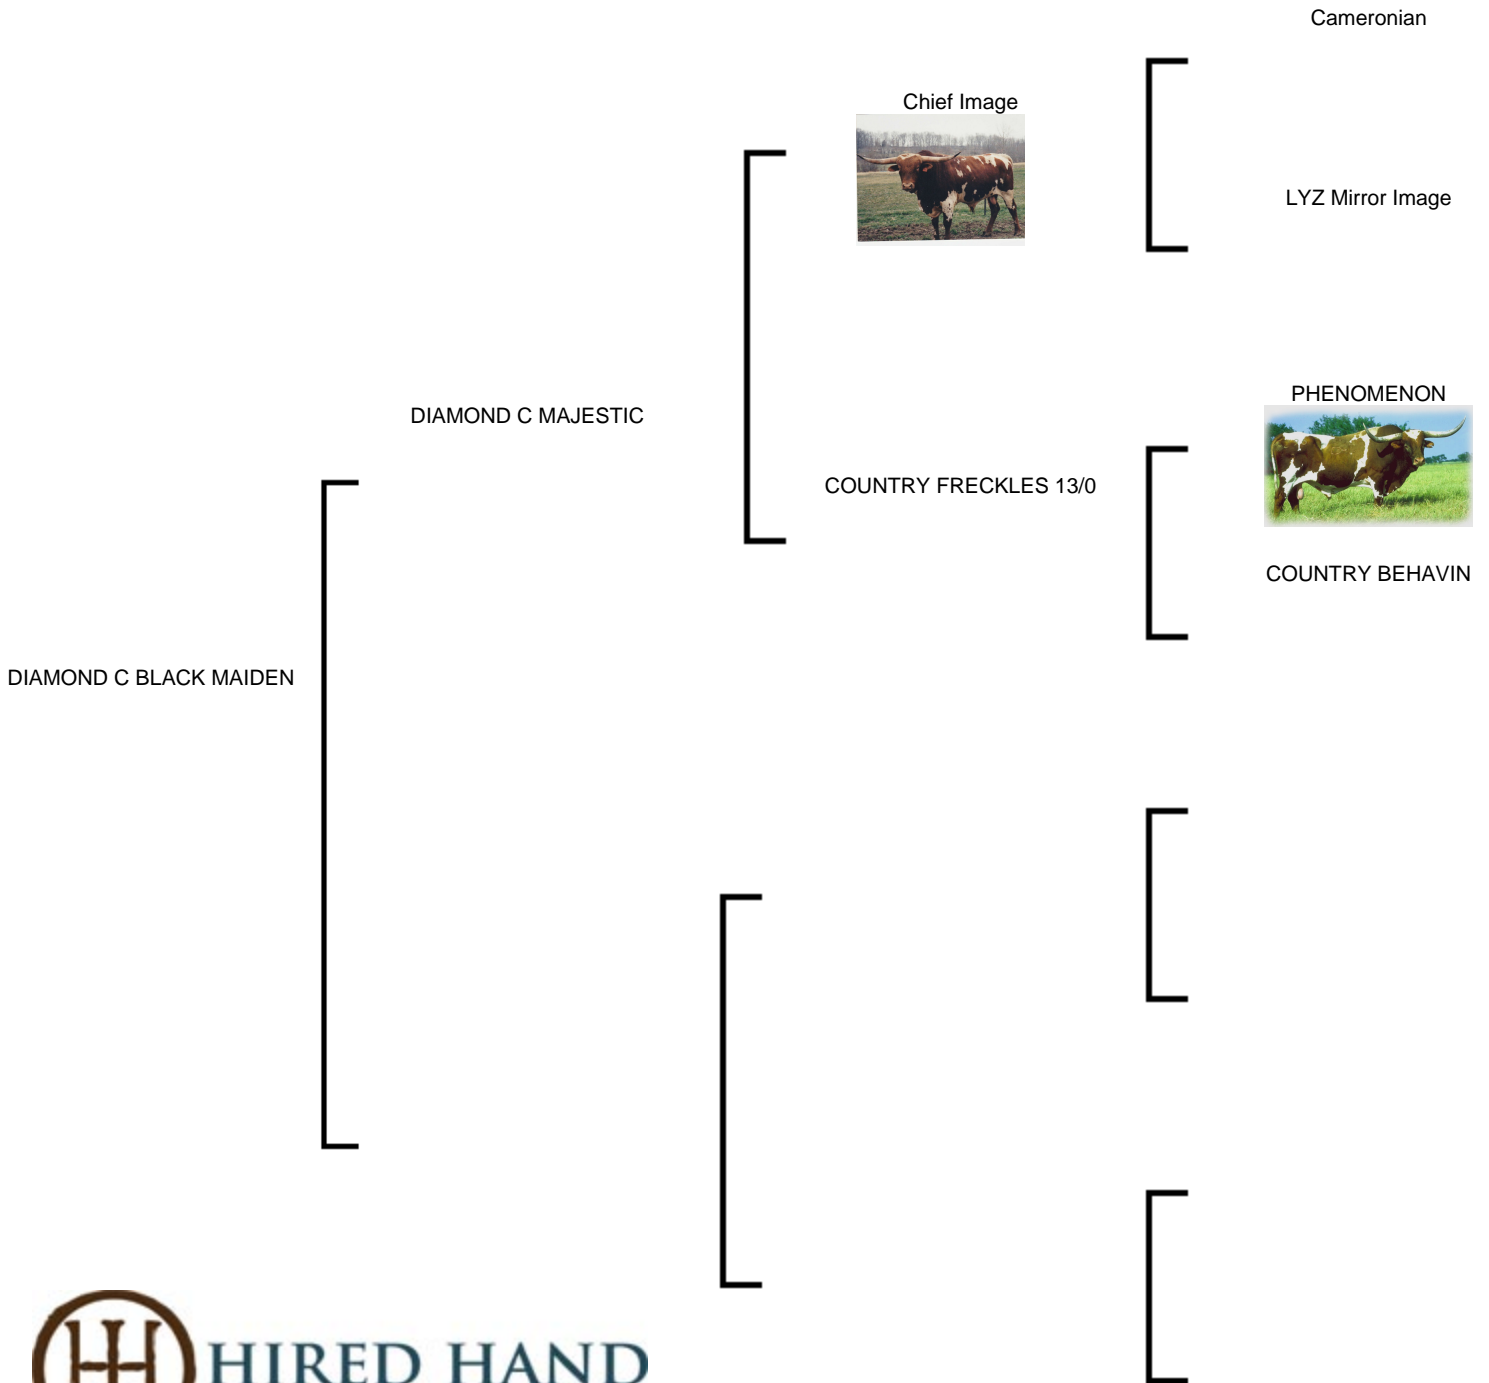 Cameronian
Chief Image
LYZ Mirror Image
PHENOMENON
DIAMOND C MAJESTIC
COUNTRY FRECKLES 13/0
COUNTRY BEHAVIN
DIAMOND C BLACK MAIDEN
HIRED HAND